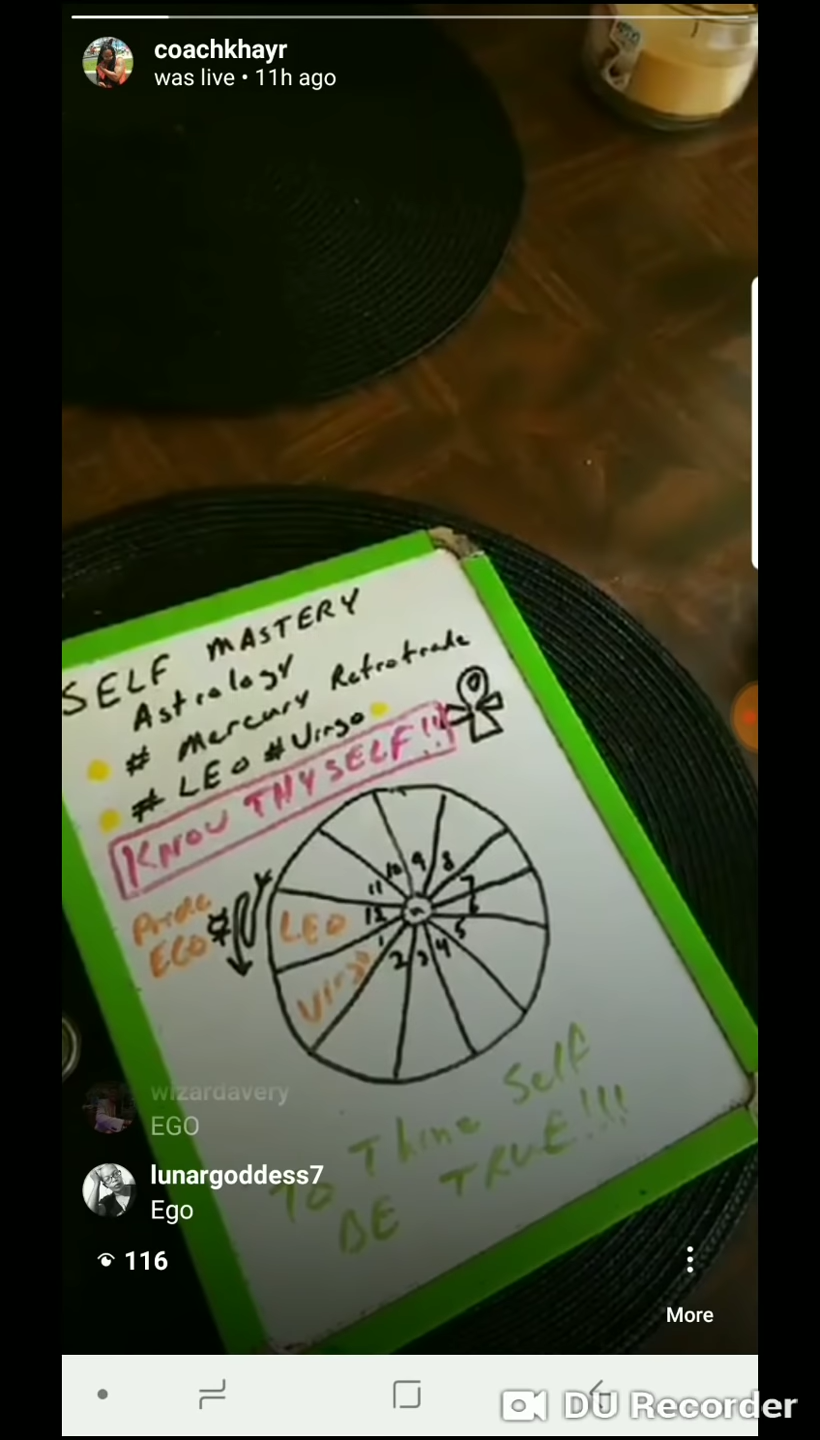 coachkhayr
was live • 11h ago
SELF MASTERY
Astrology
# Mercury Retrotrade
# LEO #Virgo
KNOW THYSELF!!
Pride
EGO
LEO
Virgo
10 9 8
11 7
12 6
1 5
2 3 4
To Thine Self
BE TRUE!!!
wizardavery
EGO
lunargoddess7
Ego
116
More
DU Recorder